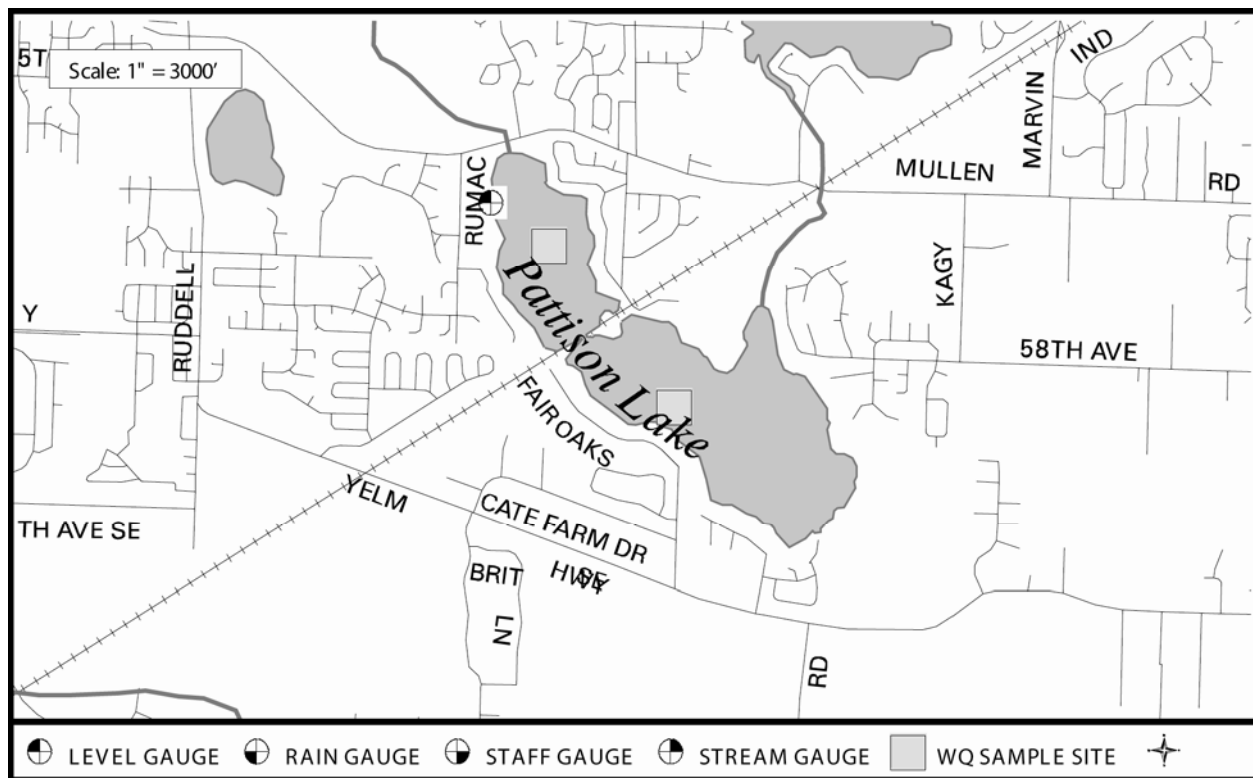 5T
Scale: 1" = 3000'
IND
MARVIN
MULLEN
RD
RUMAC
KAGY
RUDDELL
Y
58TH AVE
Pattison Lake
FAIROAKS
YELM
CATE FARM DR
SE
HWY
TH AVE SE
BRIT
LN
RD
LEVEL GAUGE RAIN GAUGE STAFF GAUGE STREAM GAUGE WQ SAMPLE SITE